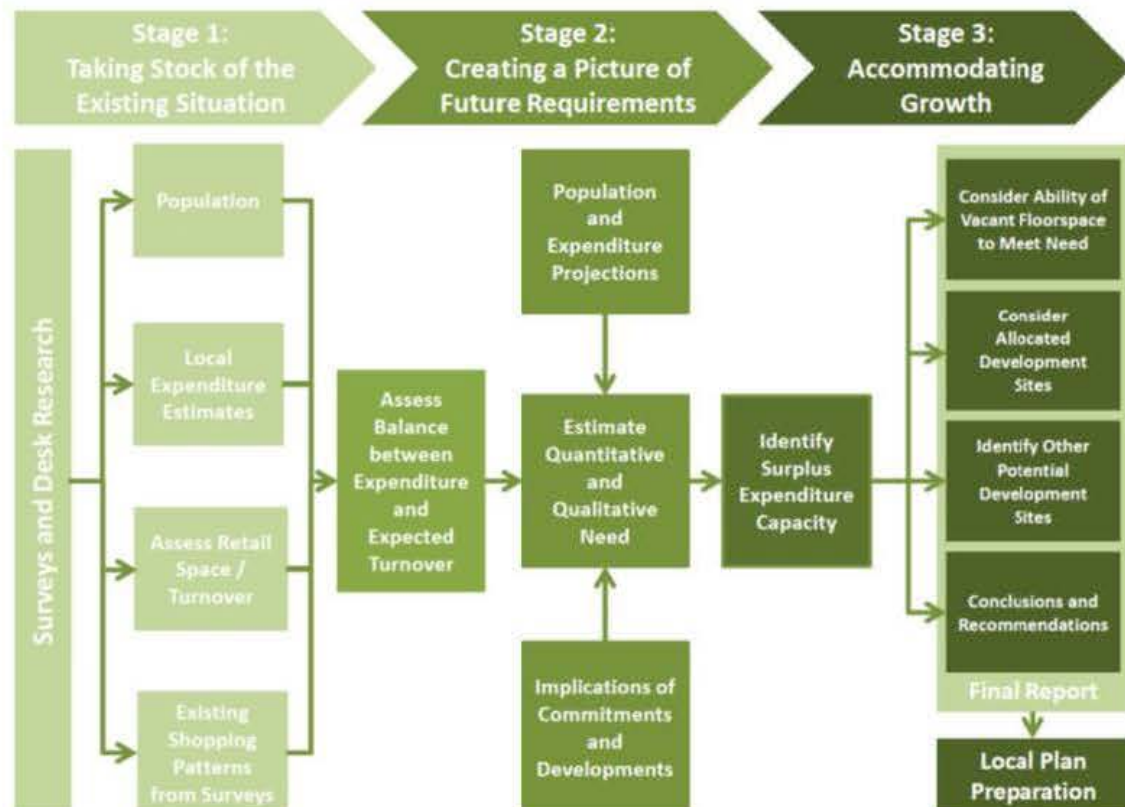 Stage 1:
Taking Stock of the
Existing Situation
Stage 2:
Creating a Picture of
Future Requirements
Stage 3:
Accommodating
Growth
Surveys and Desk Research
Population
Local
Expenditure
Estimates
Assess Retail
Space /
Turnover
Existing
Shopping
Patterns
from Surveys
Assess
Balance
between
Expenditure
and
Expected
Turnover
Population
and
Expenditure
Projections
Estimate
Quantitative
and
Qualitative
Need
Implications of
Commitments
and
Developments
Identify
Surplus
Expenditure
Capacity
Consider Ability of
Vacant Floorspace
to Meet Need
Consider
Allocated
Development
Sites
Identify Other
Potential
Development
Sites
Conclusions and
Recommendations
Final Report
Local Plan
Preparation